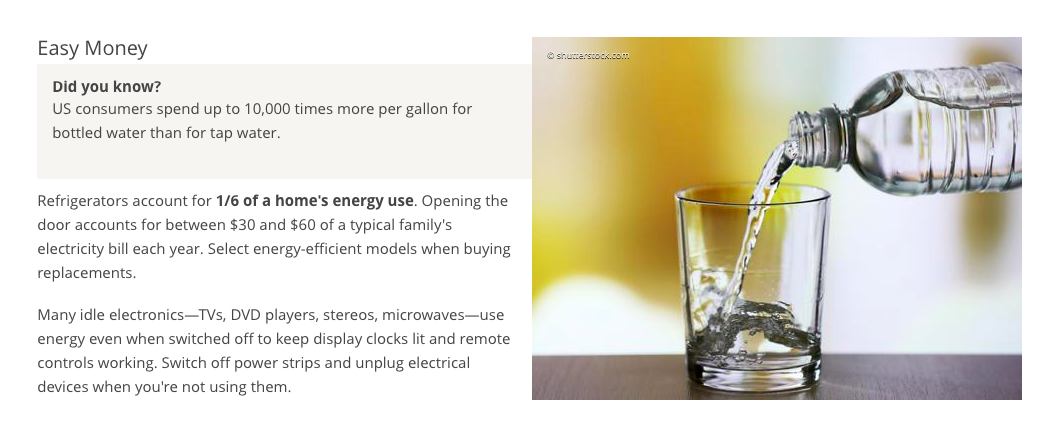 Easy Money
Did you know?
US consumers spend up to 10,000 times more per gallon for
bottled water than for tap water.
Refrigerators account for 1/6 of a home's energy use. Opening the
door accounts for between $30 and $60 of a typical family's
electricity bill each year. Select energy-efficient models when buying
replacements.
Many idle electronics—TVs, DVD players, stereos, microwaves—use
energy even when switched off to keep display clocks lit and remote
controls working. Switch off power strips and unplug electrical
devices when you're not using them.
© shutterstock.com